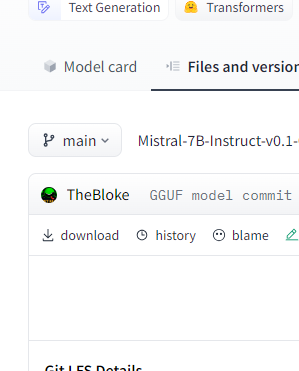 Text Generation Transformers
Model card Files and version
main Mistral-7B-Instruct-v0.1-
TheBloke GGUF model commit
download history blame
Git LFS Details